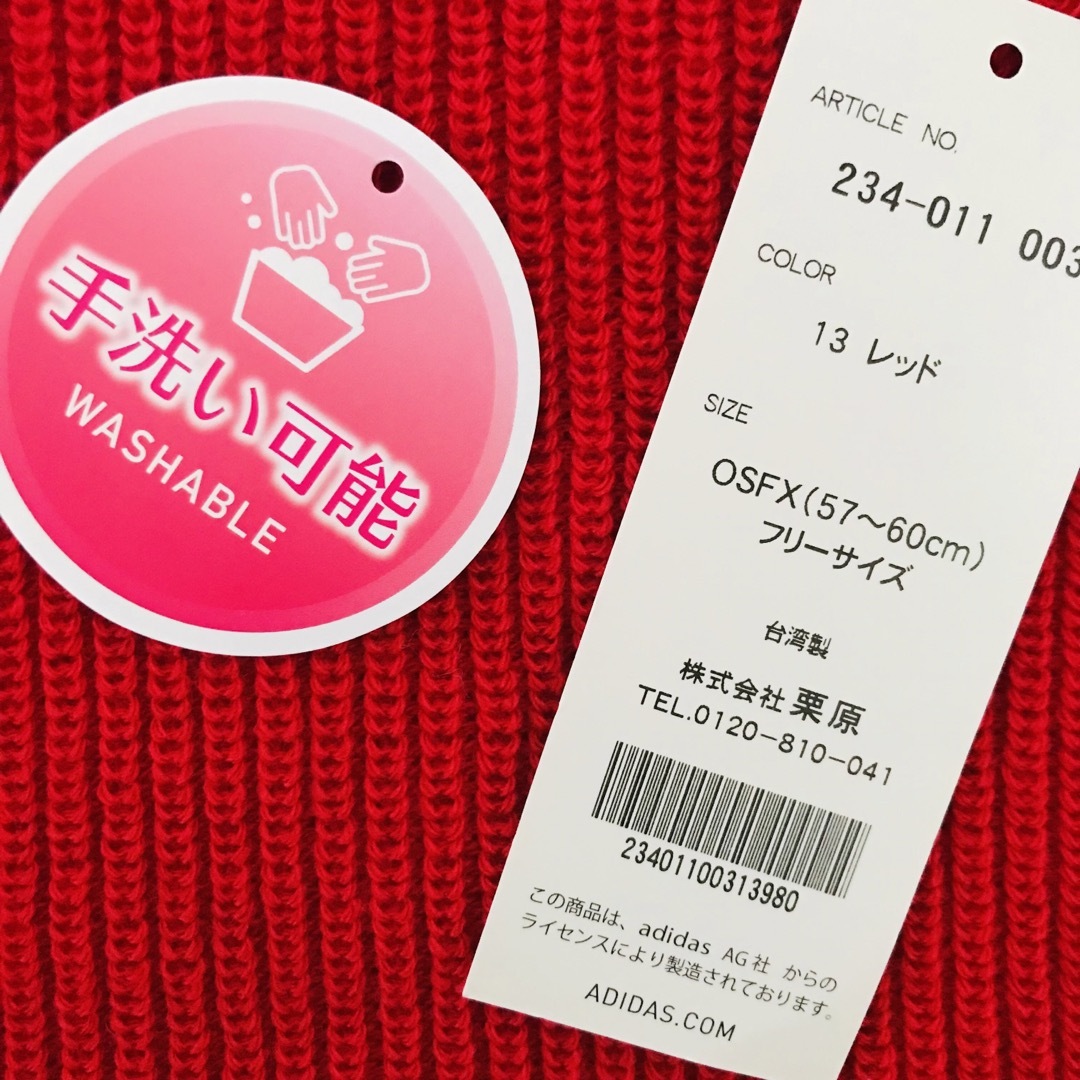 手洗い可能
WASHABLE
ARTICLE NO.
234-011 003
COLOR
13 レッド
SIZE
OSFX(57～60cm)
フリーサイズ
台湾製
株式会社 栗原
TEL.0120-810-041
23401100313980
この商品は、adidas AG社 からの
ライセンスにより製造されております。
ADIDAS.COM